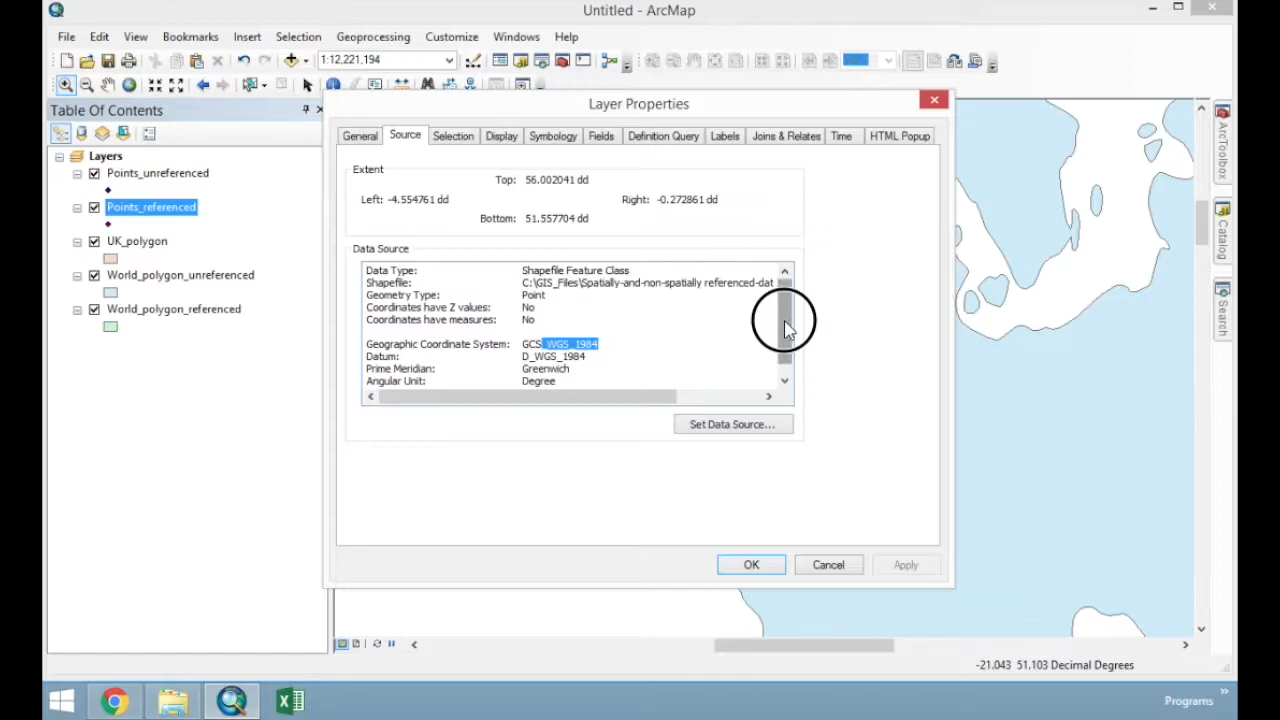 Untitled - ArcMap
File Edit View Bookmarks Insert Selection Geoprocessing Customize Windows Help
1:12,221.194
Table Of Contents
Layers
Points_unreferenced
Points_referenced
UK_polygon
World_polygon_unreferenced
World_polygon_referenced
Layer Properties
General Source Selection Display Symbology Fields Definition Query Labels Joins & Relates Time HTML Popup
Extent
Top: 56.002041 dd
Left: -4.554761 dd Right: -0.272861 dd
Bottom: 51.557704 dd
Data Source
Data Type: Shapefile Feature Class
Shapefile: C:\GIS_Files\Spatially-and-non-spatially referenced-dat
Geometry Type: Point
Coordinates have Z values: No
Coordinates have measures: No
Geographic Coordinate System: GCS_WGS_1984
Datum: D_WGS_1984
Prime Meridian: Greenwich
Angular Unit: Degree
Set Data Source...
OK Cancel Apply
ArcToolbox
Catalog
Search
-21.043 51.103 Decimal Degrees
Programs